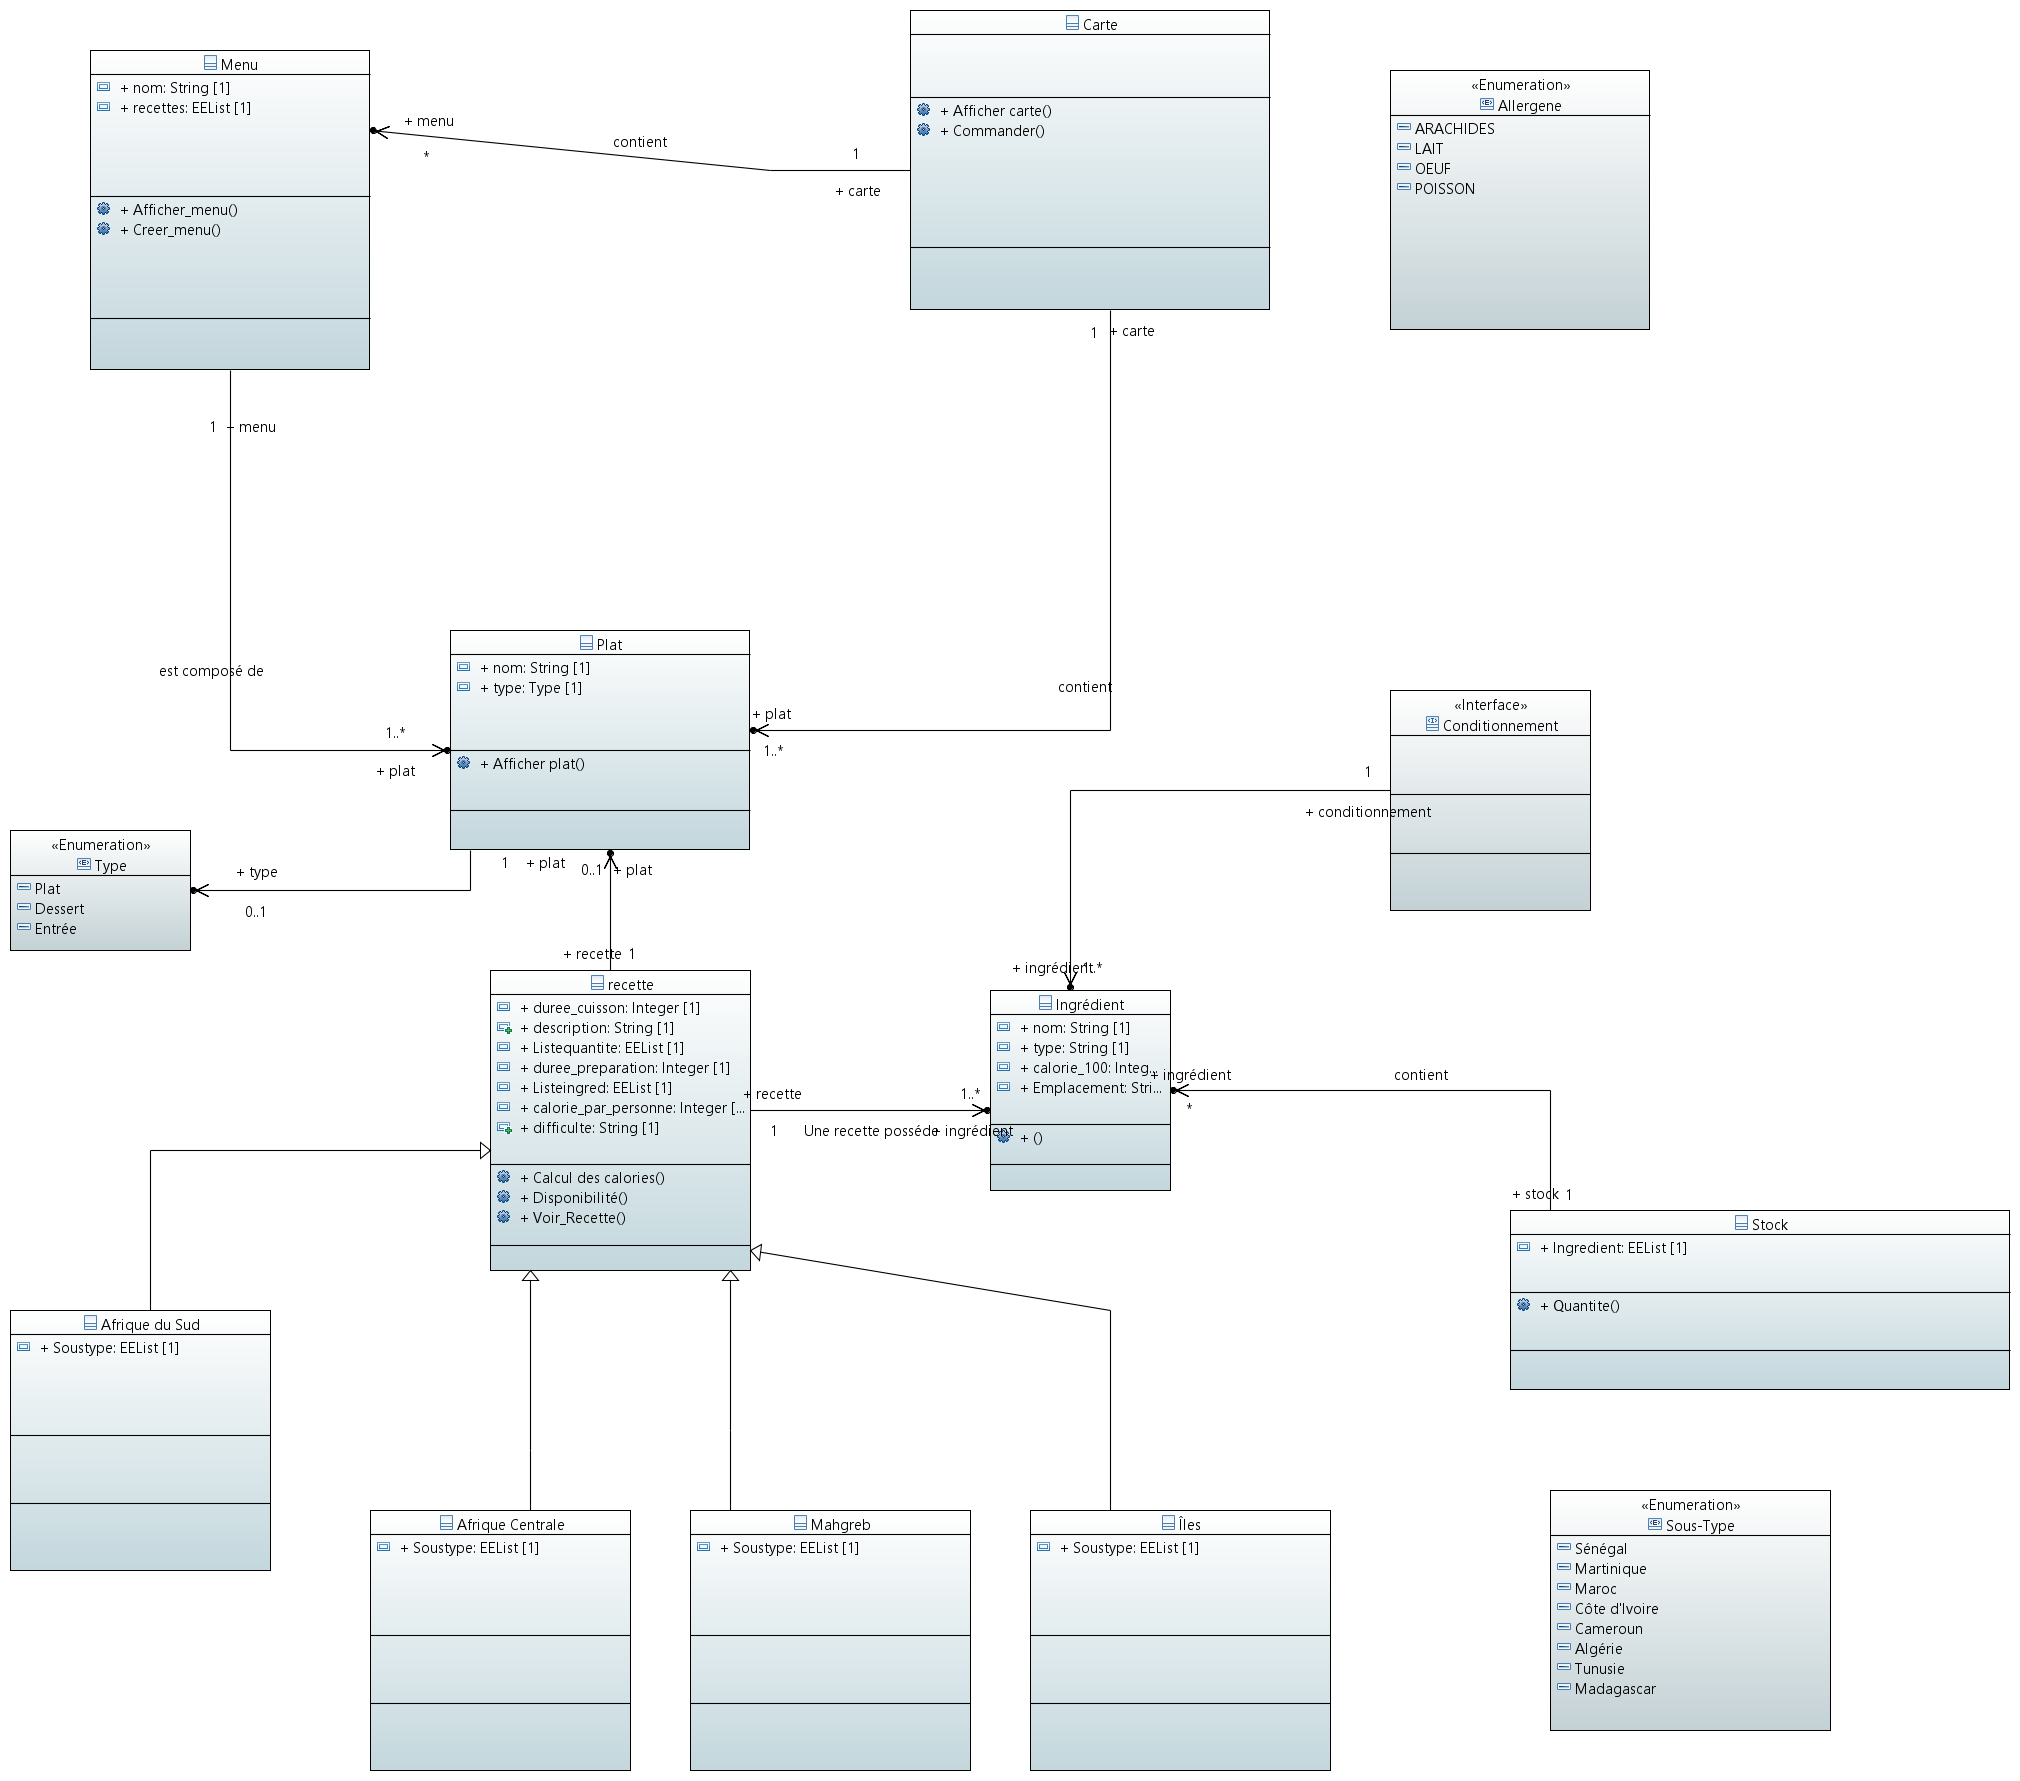 Menu
+ nom: String [1]
+ recettes: EEList [1]
+ Afficher_menu()
+ Creer_menu()
+ menu
*
contient
1
+ carte
Carte
+ Afficher carte()
+ Commander()
«Enumeration»
Allergene
ARACHIDES
LAIT
OEUF
POISSON
1
+ carte
1
+ menu
est composé de
1..*
+ plat
Plat
+ nom: String [1]
+ type: Type [1]
+ Afficher plat()
contient
+ plat
1..*
«Interface»
Conditionnement
1
+ conditionnement
«Enumeration»
Type
Plat
Dessert
Entrée
+ type
0..1
1
+ plat
0..1
+ plat
+ recette
1
recette
+ duree_cuisson: Integer [1]
+ description: String [1]
+ Listequantite: EEList [1]
+ duree_preparation: Integer [1]
+ Listeingred: EEList [1]
+ calorie_par_personne: Integer [...
+ difficulte: String [1]
+ Calcul des calories()
+ Disponibilité()
+ Voir_Recette()
+ recette
1
Une recette posséde
1..*
+ ingrédient
+ ingrédient
Ingrédient
+ nom: String [1]
+ type: String [1]
+ calorie_100: Integ...
+ Emplacement: Stri...
+ ()
+ ingrédient
*
contient
+ stock
1
Stock
+ Ingredient: EEList [1]
+ Quantite()
Afrique du Sud
+ Soustype: EEList [1]
Afrique Centrale
+ Soustype: EEList [1]
Mahgreb
+ Soustype: EEList [1]
Îles
+ Soustype: EEList [1]
«Enumeration»
Sous-Type
Sénégal
Martinique
Maroc
Côte d'Ivoire
Cameroun
Algérie
Tunusie
Madagascar